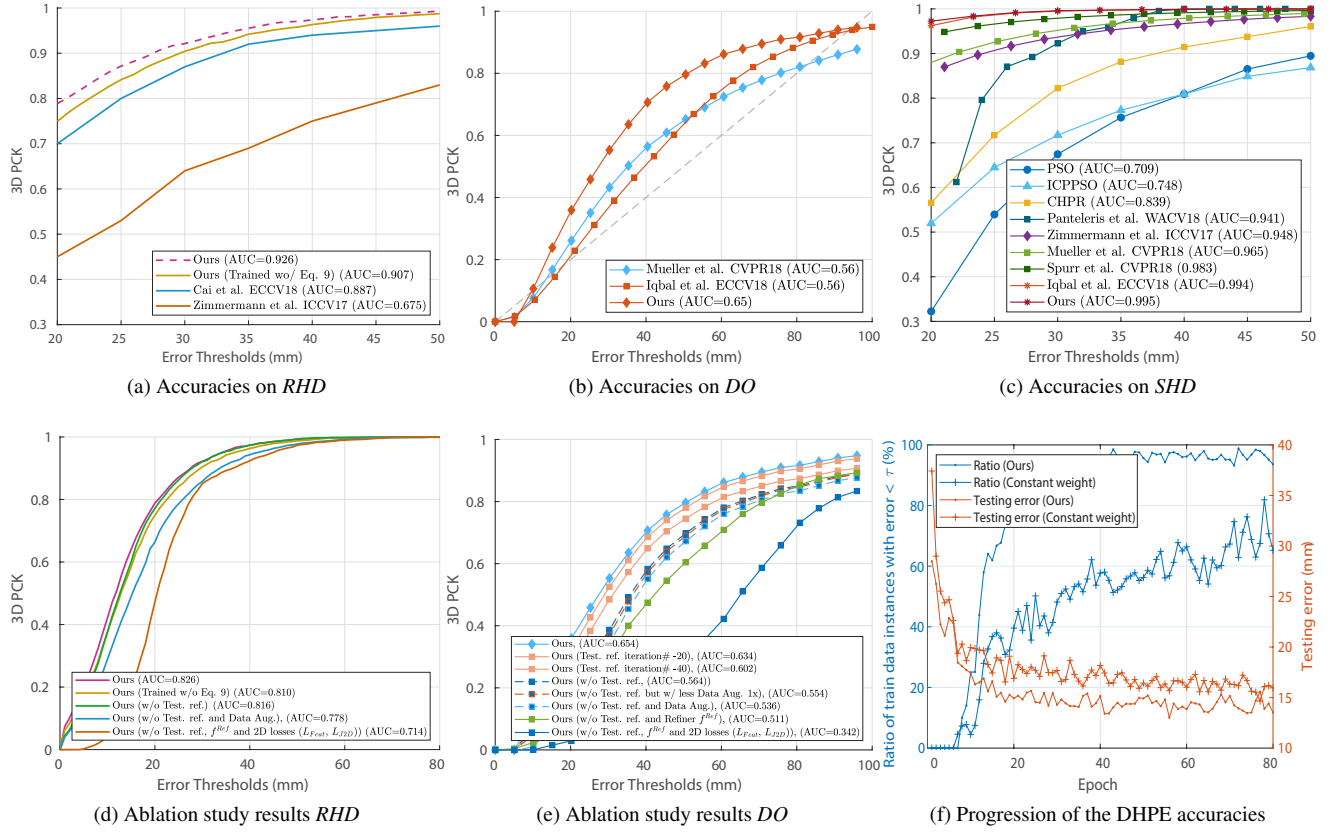 1
0.9
0.8
0.7
0.6
0.5
0.4
0.3
3D PCK
Ours (AUC=0.926)
Ours (Trained wo/ Eq. 9) (AUC=0.907)
Cai et al. ECCV18 (AUC=0.887)
Zimmermann et al. ICCV17 (AUC=0.675)
20 25 30 35 40 45 50
Error Thresholds (mm)
(a) Accuracies on RHD
1
0.8
0.6
0.4
0.2
0
3D PCK
Mueller et al. CVPR18 (AUC=0.56)
Iqbal et al. ECCV18 (AUC=0.56)
Ours (AUC=0.65)
0 20 40 60 80 100
Error Thresholds (mm)
(b) Accuracies on DO
1
0.9
0.8
0.7
0.6
0.5
0.4
0.3
3D PCK
PSO (AUC=0.709)
ICPPSO (AUC=0.748)
CHPR (AUC=0.839)
Panteleris et al. WACV18 (AUC=0.941)
Zimmermann et al. ICCV17 (AUC=0.948)
Mueller et al. CVPR18 (AUC=0.965)
Spurr et al. CVPR18 (0.983)
Iqbal et al. ECCV18 (AUC=0.994)
Ours (AUC=0.995)
20 25 30 35 40 45 50
Error Thresholds (mm)
(c) Accuracies on SHD
1
0.8
0.6
0.4
0.2
0
3D PCK
Ours (AUC=0.826)
Ours (Trained w/o Eq. 9) (AUC=0.810)
Ours (w/o Test. ref.) (AUC=0.816)
Ours (w/o Test. ref. and Data Aug.), (AUC=0.778)
Ours (w/o Test. ref., f^Ref and 2D losses (L_Feat, L_J2D)) (AUC=0.714)
20 40 60 80
Error Thresholds (mm)
(d) Ablation study results RHD
1
0.8
0.6
0.4
0.2
0
3D PCK
Ours, (AUC=0.654)
Ours (Test. ref. iteration# -20), (AUC=0.634)
Ours (Test. ref. iteration# -40), (AUC=0.602)
Ours (w/o Test. ref., (AUC=0.564))
Ours (w/o Test. ref. but w/ less Data Aug. 1x), (AUC=0.554)
Ours (w/o Test. ref. and Data Aug.), (AUC=0.536)
Ours (w/o Test. ref. and Refiner f^Ref), (AUC=0.511)
Ours (w/o Test. ref., f^Ref and 2D losses (L_Feat, L_J2D)), (AUC=0.342)
0 20 40 60 80 100
Error Thresholds (mm)
(e) Ablation study results DO
Ratio of train data instances with error < τ (%)
100
80
60
40
20
0
Ratio (Ours)
Ratio (Constant weight)
Testing error (Ours)
Testing error (Constant weight)
40
35
30
25
20
15
10
Testing error (mm)
0 20 40 60 80
Epoch
(f) Progression of the DHPE accuracies